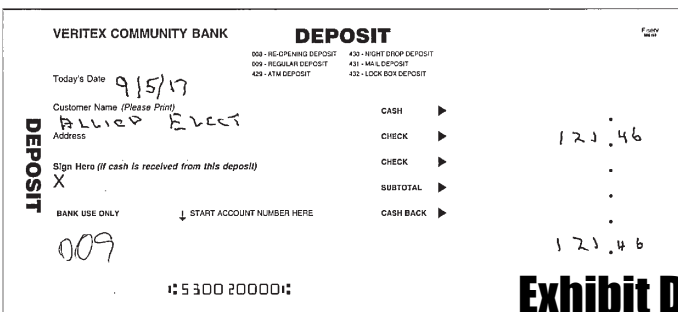 VERITEX COMMUNITY BANK
DEPOSIT
008 - RE-OPENING DEPOSIT 430 - NIGHT DROP DEPOSIT
009 - REGULAR DEPOSIT 431 - MAIL DEPOSIT
429 - ATM DEPOSIT 432 - LOCK BOX DEPOSIT
Today's Date 9/5/17
Customer Name (Please Print)
ALLIED ELECT
Address
Sign Here (if cash is received from this deposit)
X
BANK USE ONLY
↓ START ACCOUNT NUMBER HERE
009
CASH ▶
CHECK ▶ 121.46
CHECK ▶
SUBTOTAL ▶
CASH BACK ▶
121.46
DEPOSIT
⑆5300 20000⑆
Exhibit D